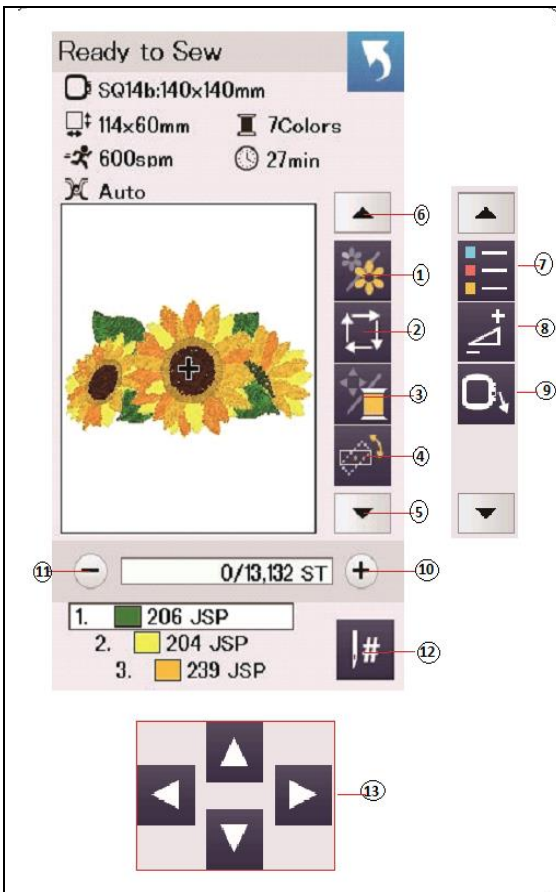 Ready to Sew
SQ14b:140x140mm
114x60mm 7Colors
600spm 27min
Auto
6
1
2
3
4
5
7
8
9
11 − 0/13,132 ST + 10
1. 206 JSP
2. 204 JSP
3. 239 JSP
# 12
13